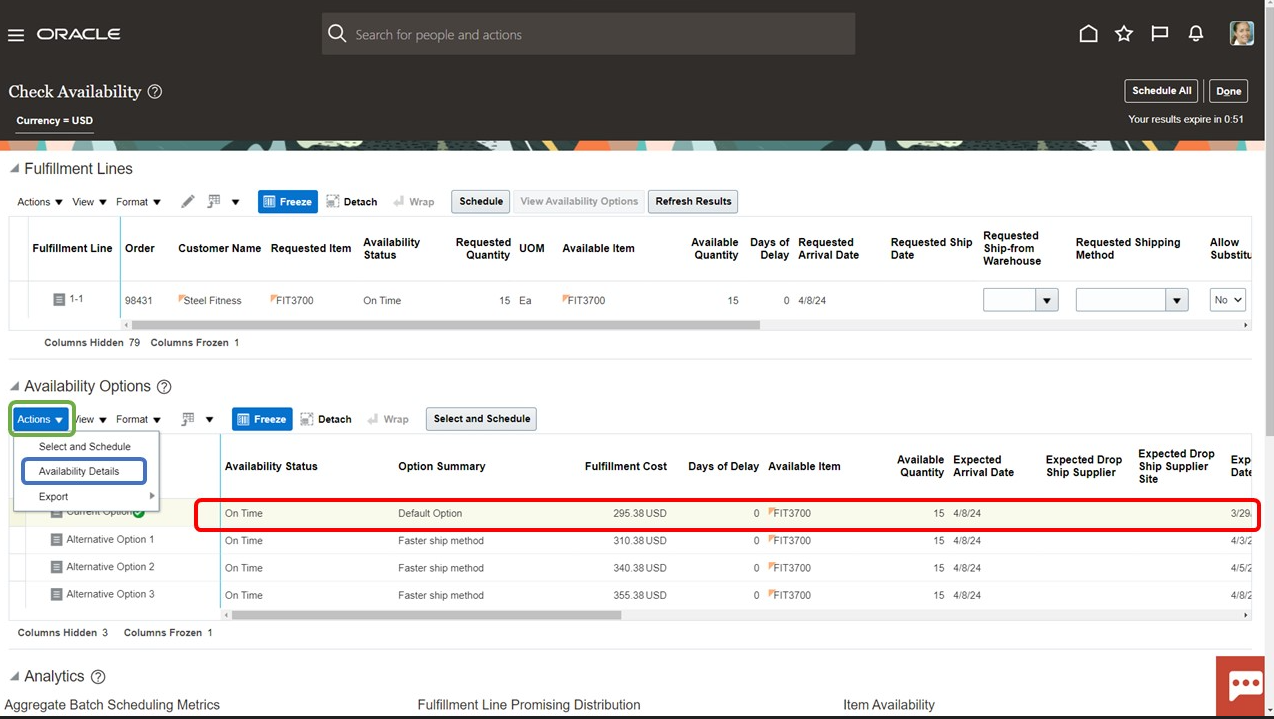 ORACLE
Search for people and actions
Check Availability
Schedule All
Done
Currency = USD
Your results expire in 0:51
Fulfillment Lines
Actions View Format Freeze Detach Wrap Schedule View Availability Options Refresh Results
Fulfillment Line Order Customer Name Requested Item Availability Status Requested Quantity UOM Available Item Available Quantity Days of Delay Requested Arrival Date Requested Ship Date Requested Ship-from Warehouse Requested Shipping Method Allow Substitu
1-1 98431 Steel Fitness FIT3700 On Time 15 Ea FIT3700 15 0 4/8/24 No
Columns Hidden 79 Columns Frozen 1
Availability Options
Actions View Format Freeze Detach Wrap Select and Schedule
Select and Schedule
Availability Details
Export
Availability Status Option Summary Fulfillment Cost Days of Delay Available Item Available Quantity Expected Arrival Date Expected Drop Ship Supplier Expected Drop Ship Supplier Site Expe Date
Current Option On Time Default Option 295.38 USD 0 FIT3700 15 4/8/24 3/29/
Alternative Option 1 On Time Faster ship method 310.38 USD 0 FIT3700 15 4/8/24 4/3/2
Alternative Option 2 On Time Faster ship method 340.38 USD 0 FIT3700 15 4/8/24 4/5/2
Alternative Option 3 On Time Faster ship method 355.38 USD 0 FIT3700 15 4/8/24 4/8/2
Columns Hidden 3 Columns Frozen 1
Analytics
Aggregate Batch Scheduling Metrics Fulfillment Line Promising Distribution Item Availability